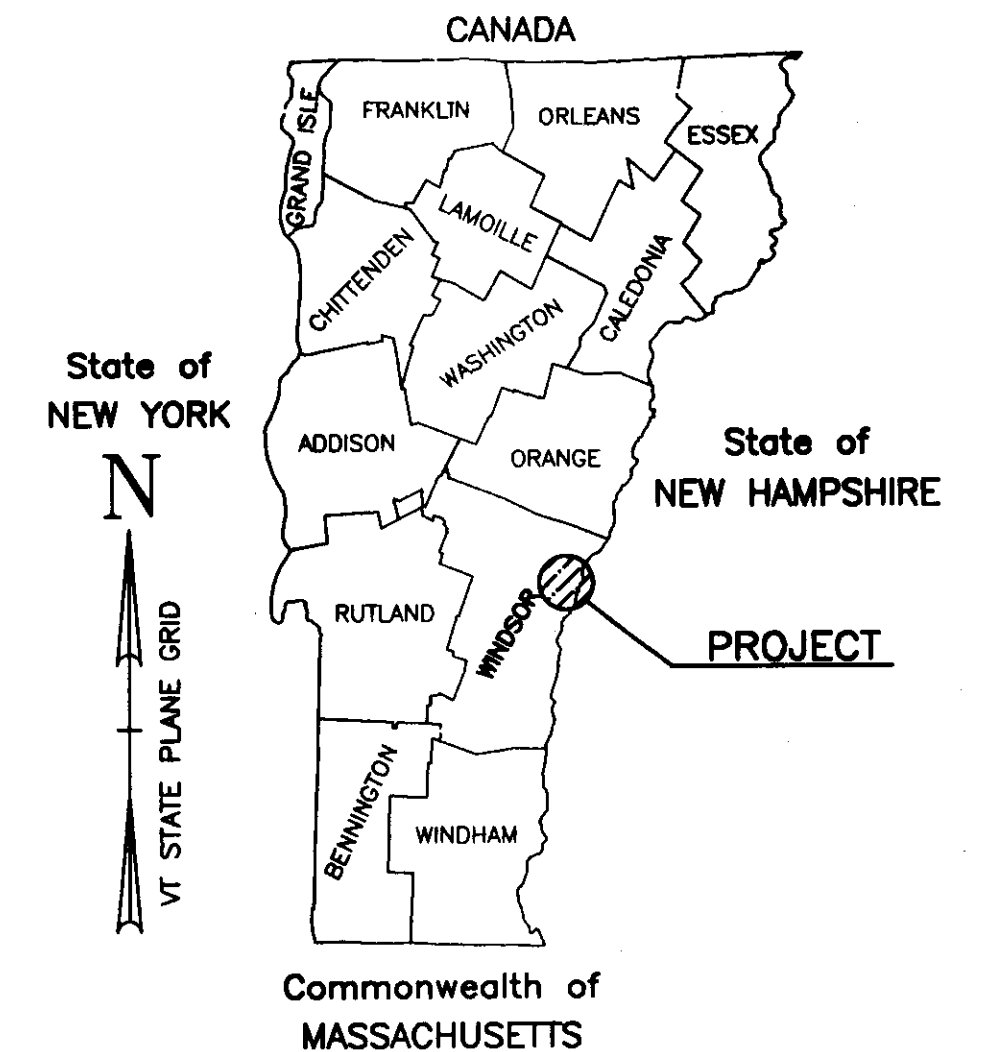 CANADA
GRAND ISLE
FRANKLIN
ORLEANS
ESSEX
LAMOILLE
CHITTENDEN
CALEDONIA
WASHINGTON
State of
NEW YORK
ADDISON
ORANGE
State of
NEW HAMPSHIRE
N
VT STATE PLANE GRID
RUTLAND
WINDSOR
PROJECT
BENNINGTON
WINDHAM
Commonwealth of
MASSACHUSETTS